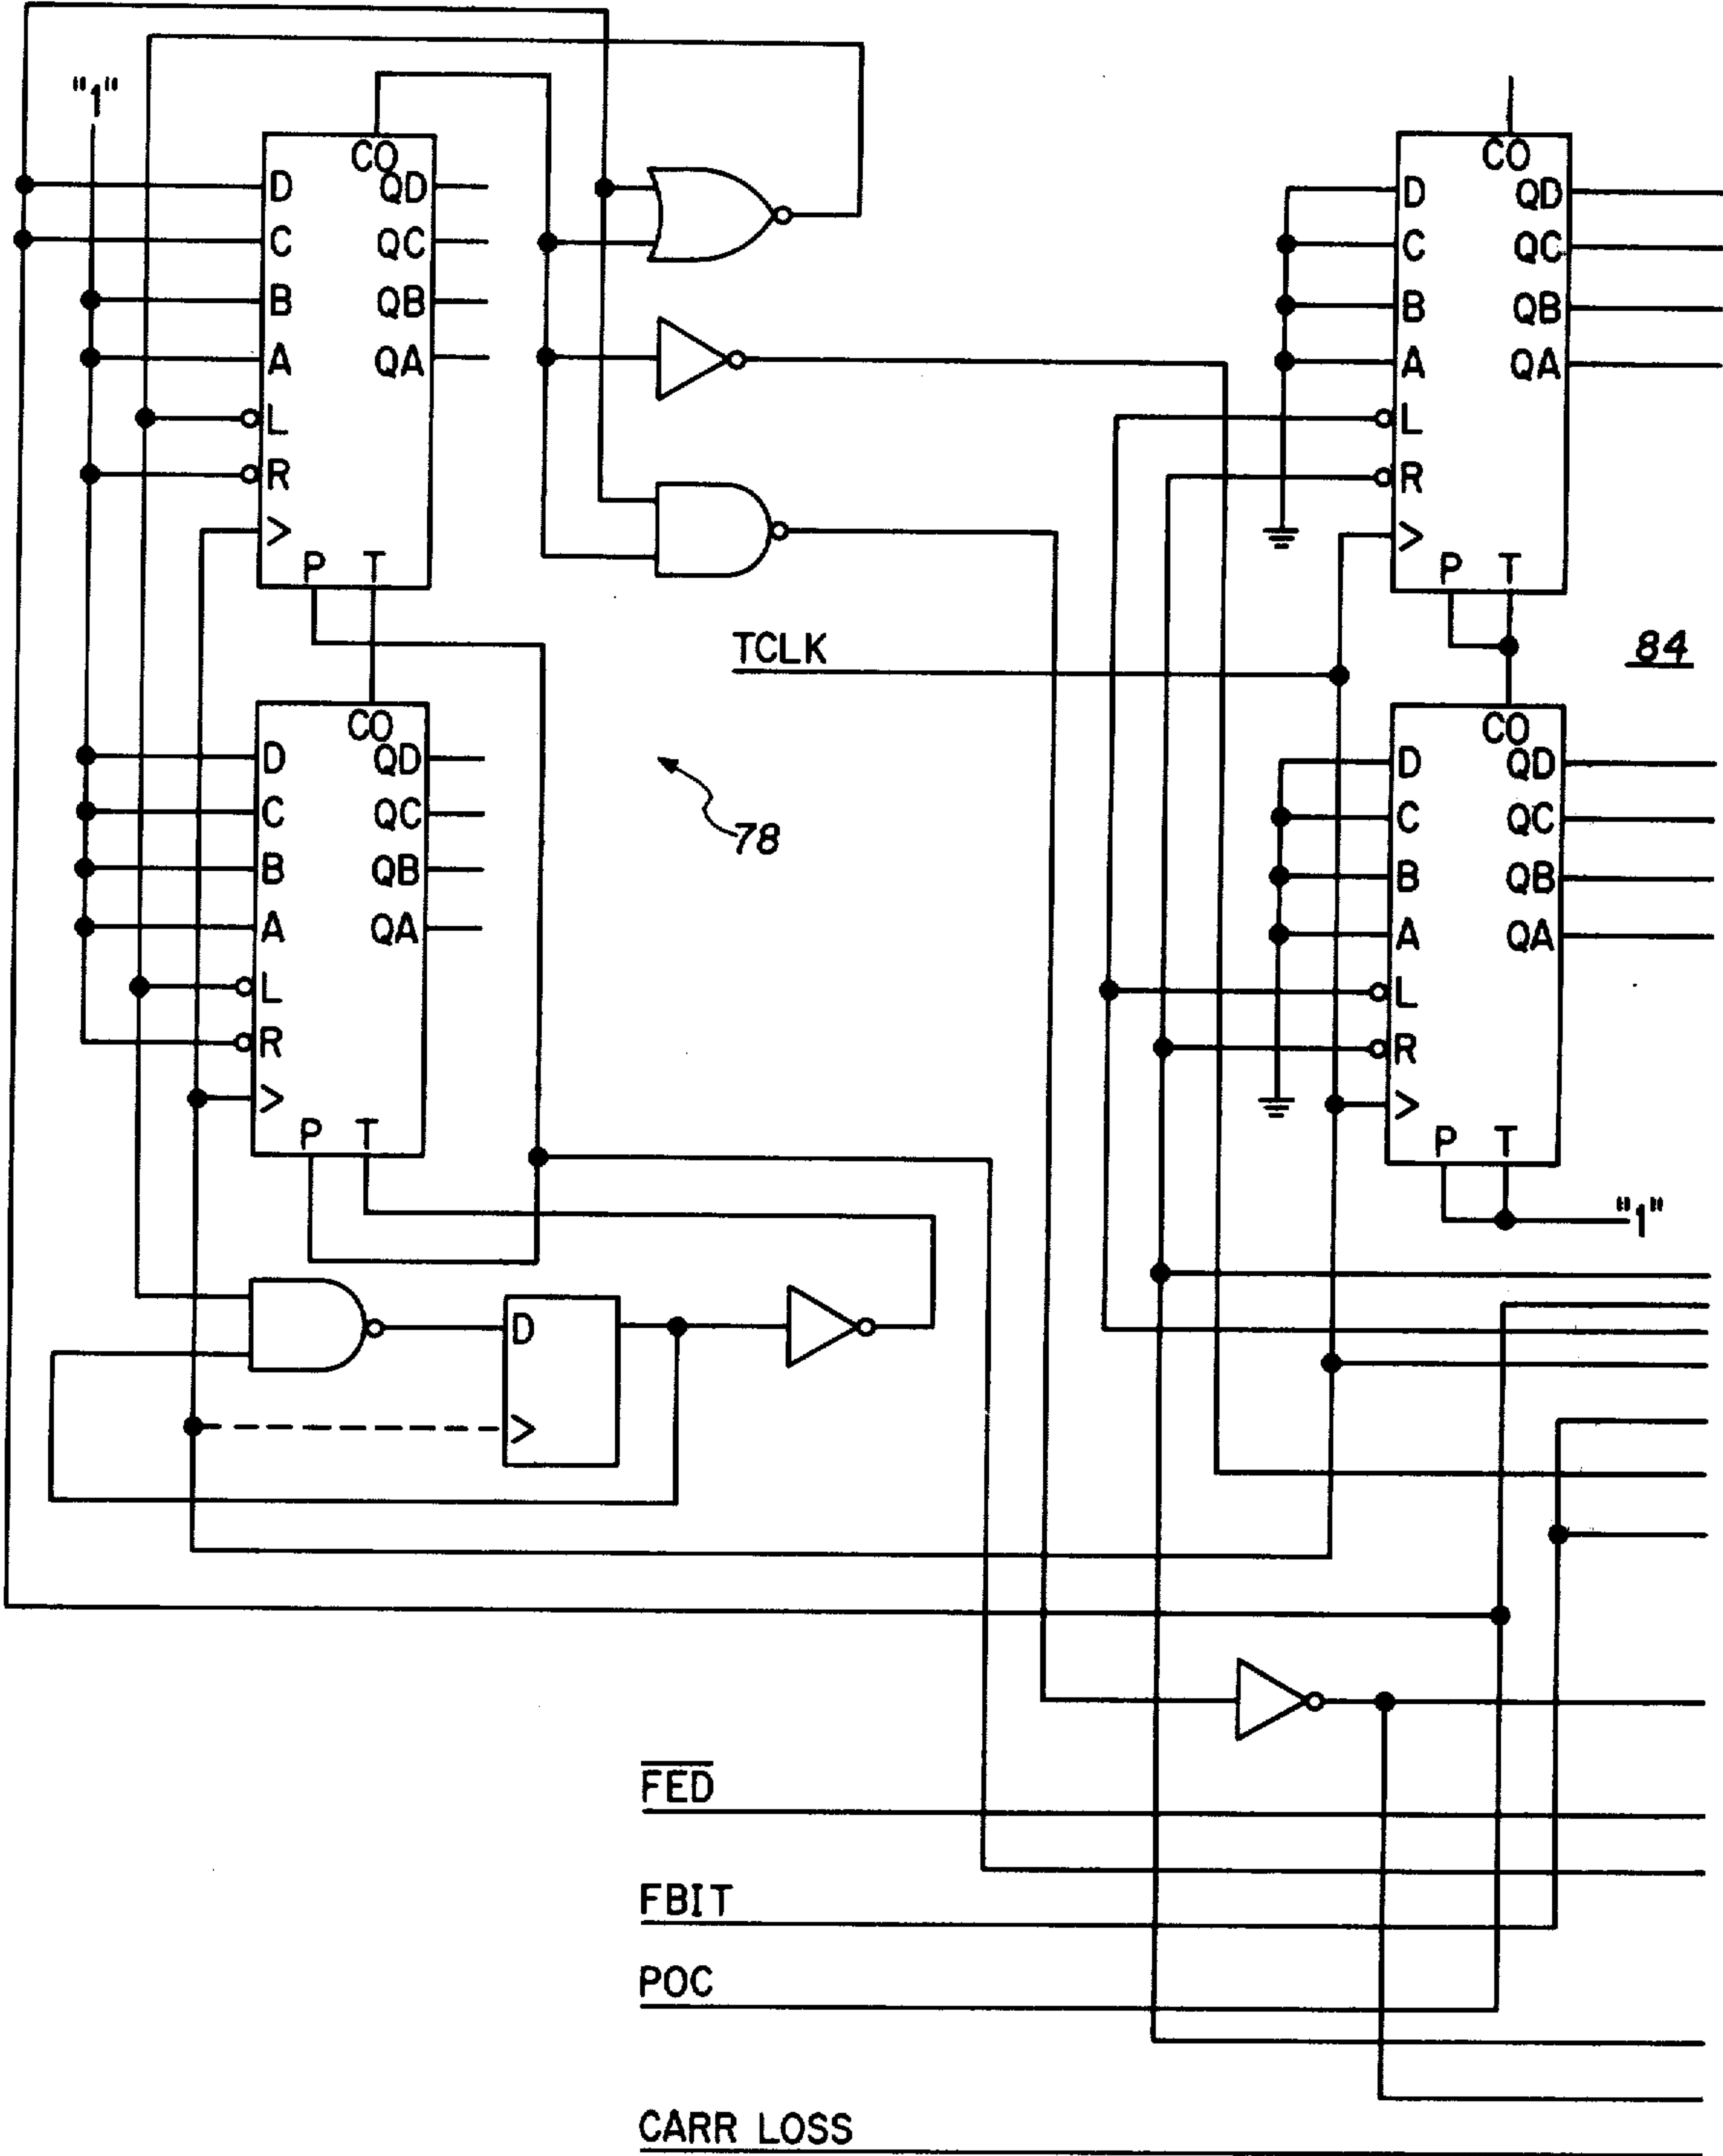 "1"
CO
D QD
C QC
B QB
A QA
L
R
>
P T
CO
D QD
C QC
B QB
A QA
L
R
>
P T
D
>
78
TCLK
CO
D QD
C QC
B QB
A QA
L
R
>
P T
84
CO
D QD
C QC
B QB
A QA
L
R
>
P T
"1"
FED
FBIT
POC
CARR LOSS